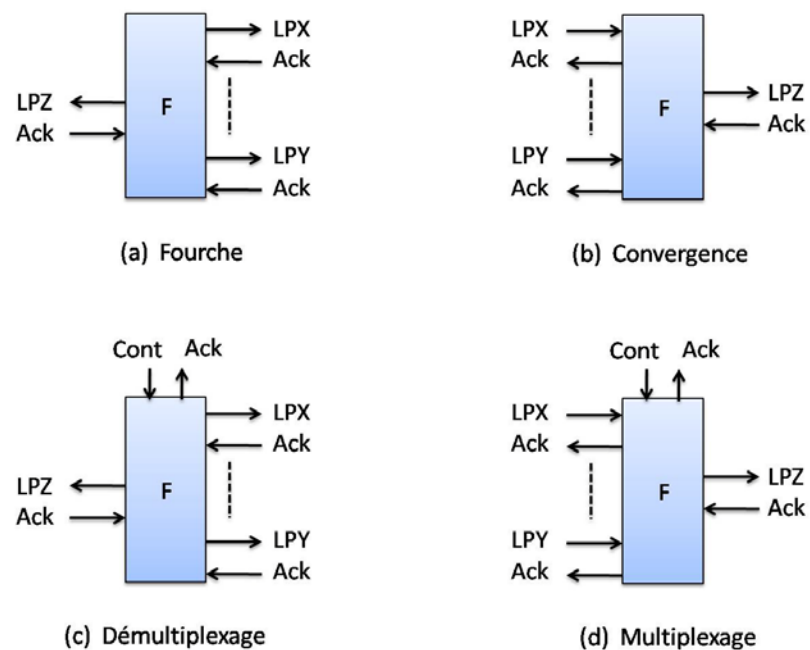 LPX
Ack
LPZ
Ack
F
LPY
Ack
(a) Fourche
LPX
Ack
F
LPZ
Ack
LPY
Ack
(b) Convergence
Cont Ack
LPX
Ack
LPZ
Ack
F
LPY
Ack
(c) Démultiplexage
Cont Ack
LPX
Ack
F
LPZ
Ack
LPY
Ack
(d) Multiplexage